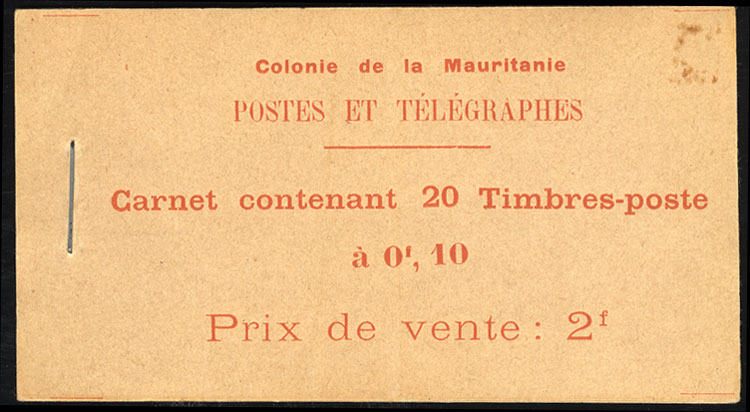 Colonie de la Mauritanie
POSTES ET TÉLÉGRAPHES
Carnet contenant 20 Timbres-poste
à 0f, 10
Prix de vente : 2f